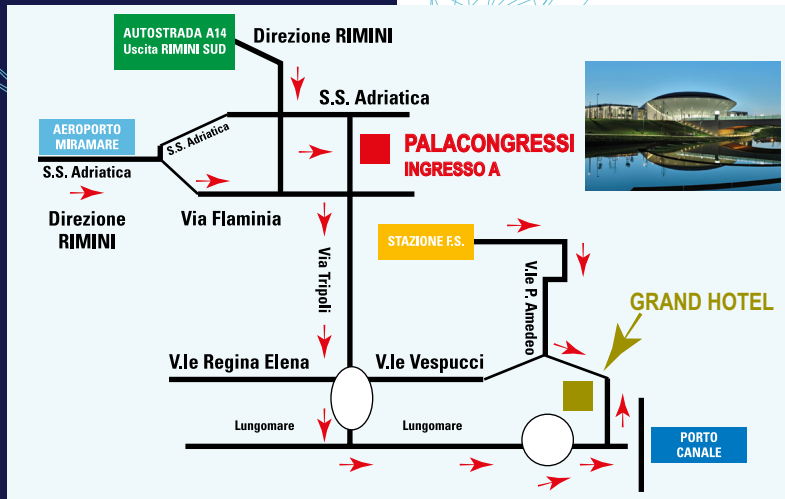 AUTOSTRADA A14
Uscita RIMINI SUD
Direzione RIMINI
S.S. Adriatica
AEROPORTO
MIRAMARE
S.S. Adriatica
PALACONGRESSI
INGRESSO A
S.S. Adriatica
Direzione
RIMINI
Via Flaminia
STAZIONE F.S.
Via Tripoli
V.le P. Amedeo
GRAND HOTEL
V.le Regina Elena
V.le Vespucci
Lungomare
Lungomare
PORTO
CANALE